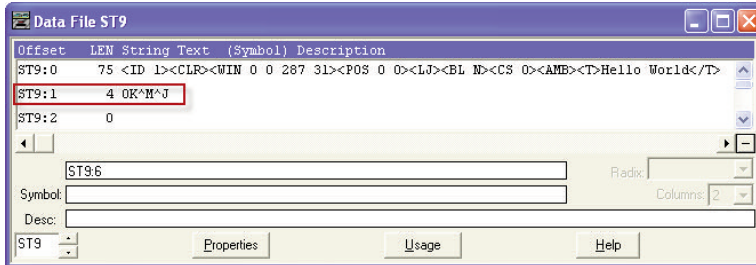 Data File ST9
Offset LEN String Text (Symbol) Description
ST9:0 75 <ID 1><CLR><WIN 0 0 287 31><POS 0 0><LJ><BL N><CS 0><AMB><T>Hello World</T>
ST9:1 4 OK^M^J
ST9:2 0
ST9:6 Radix:
Symbol: Columns: 2
Desc:
ST9 Properties Usage Help